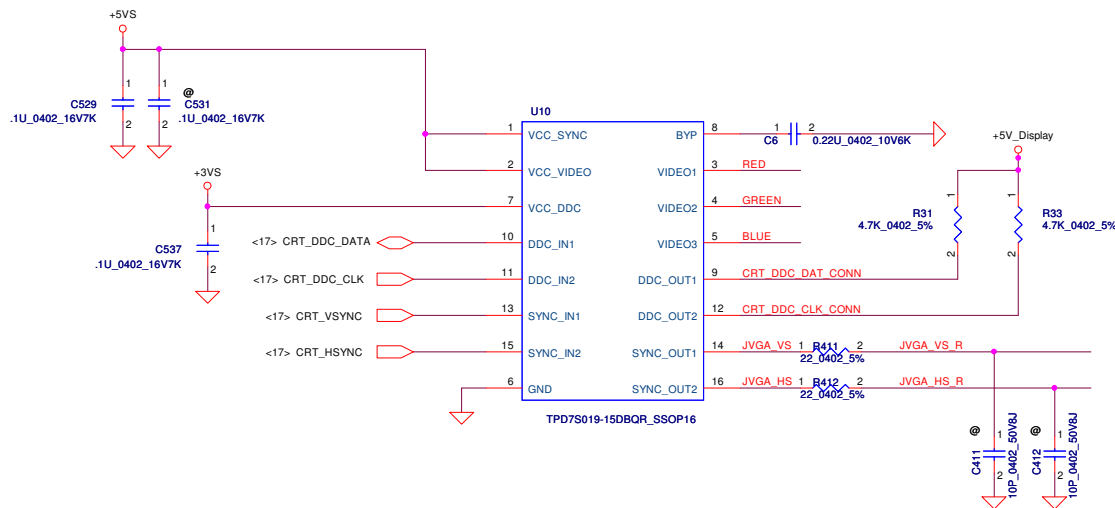 +5VS
1
2
C529
.1U_0402_16V7K
1
2
@
C531
.1U_0402_16V7K
+3VS
1
2
C537
.1U_0402_16V7K
<17> CRT_DDC_DATA
<17> CRT_DDC_CLK
<17> CRT_VSYNC
<17> CRT_HSYNC
U10
1 VCC_SYNC
2 VCC_VIDEO
7 VCC_DDC
10 DDC_IN1
11 DDC_IN2
13 SYNC_IN1
15 SYNC_IN2
6 GND
BYP 8
VIDEO1 3 RED
VIDEO2 4 GREEN
VIDEO3 5 BLUE
DDC_OUT1 9 CRT_DDC_DAT_CONN
DDC_OUT2 12 CRT_DDC_CLK_CONN
SYNC_OUT1 14 JVGA_VS 1 R411 2 JVGA_VS_R
22_0402_5%
SYNC_OUT2 16 JVGA_HS 1 R412 2 JVGA_HS_R
22_0402_5%
TPD7S019-15DBQR_SSOP16
1 2
C6 0.22U_0402_10V6K
+5V_Display
1
2
R31
4.7K_0402_5%
1
2
R33
4.7K_0402_5%
@
1
2
C411
10P_0402_50V8J
@
1
2
C412
10P_0402_50V8J